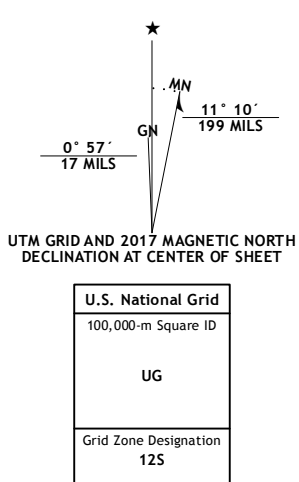 ★
MN
11° 10´
199 MILS
GN
0° 57´
17 MILS
UTM GRID AND 2017 MAGNETIC NORTH
DECLINATION AT CENTER OF SHEET
U.S. National Grid
100,000-m Square ID
UG
Grid Zone Designation
12S